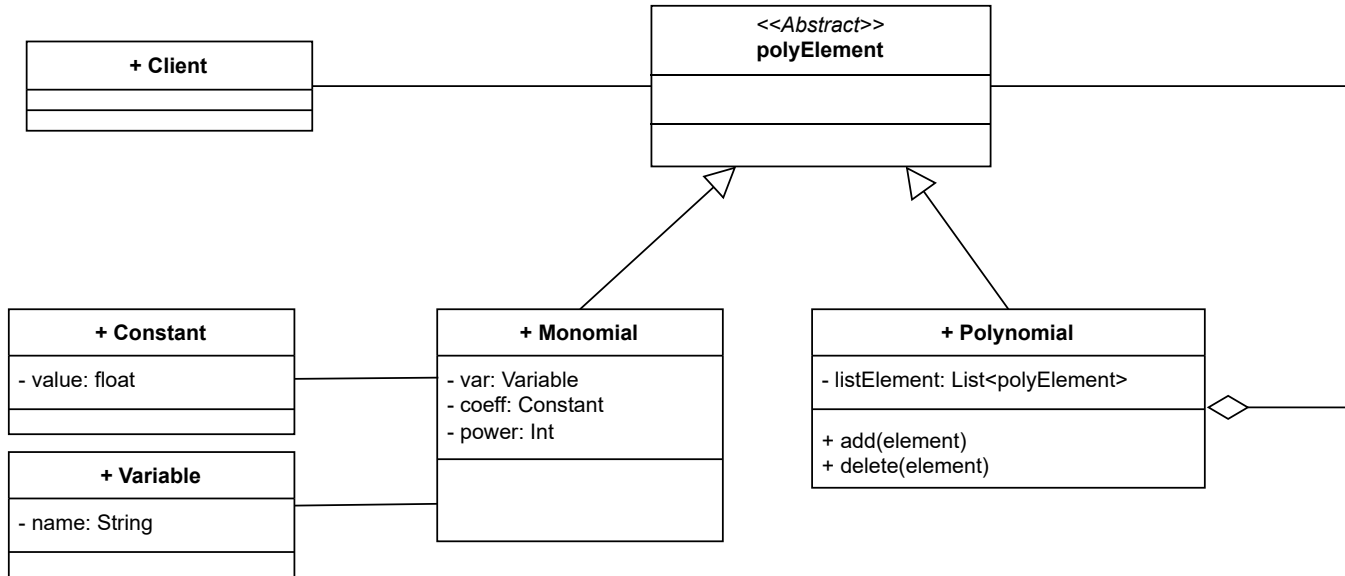 <<Abstract>>
polyElement
+ Client
+ Constant
- value: float
+ Variable
- name: String
+ Monomial
- var: Variable
- coeff: Constant
- power: Int
+ Polynomial
- listElement: List<polyElement>
+ add(element)
+ delete(element)